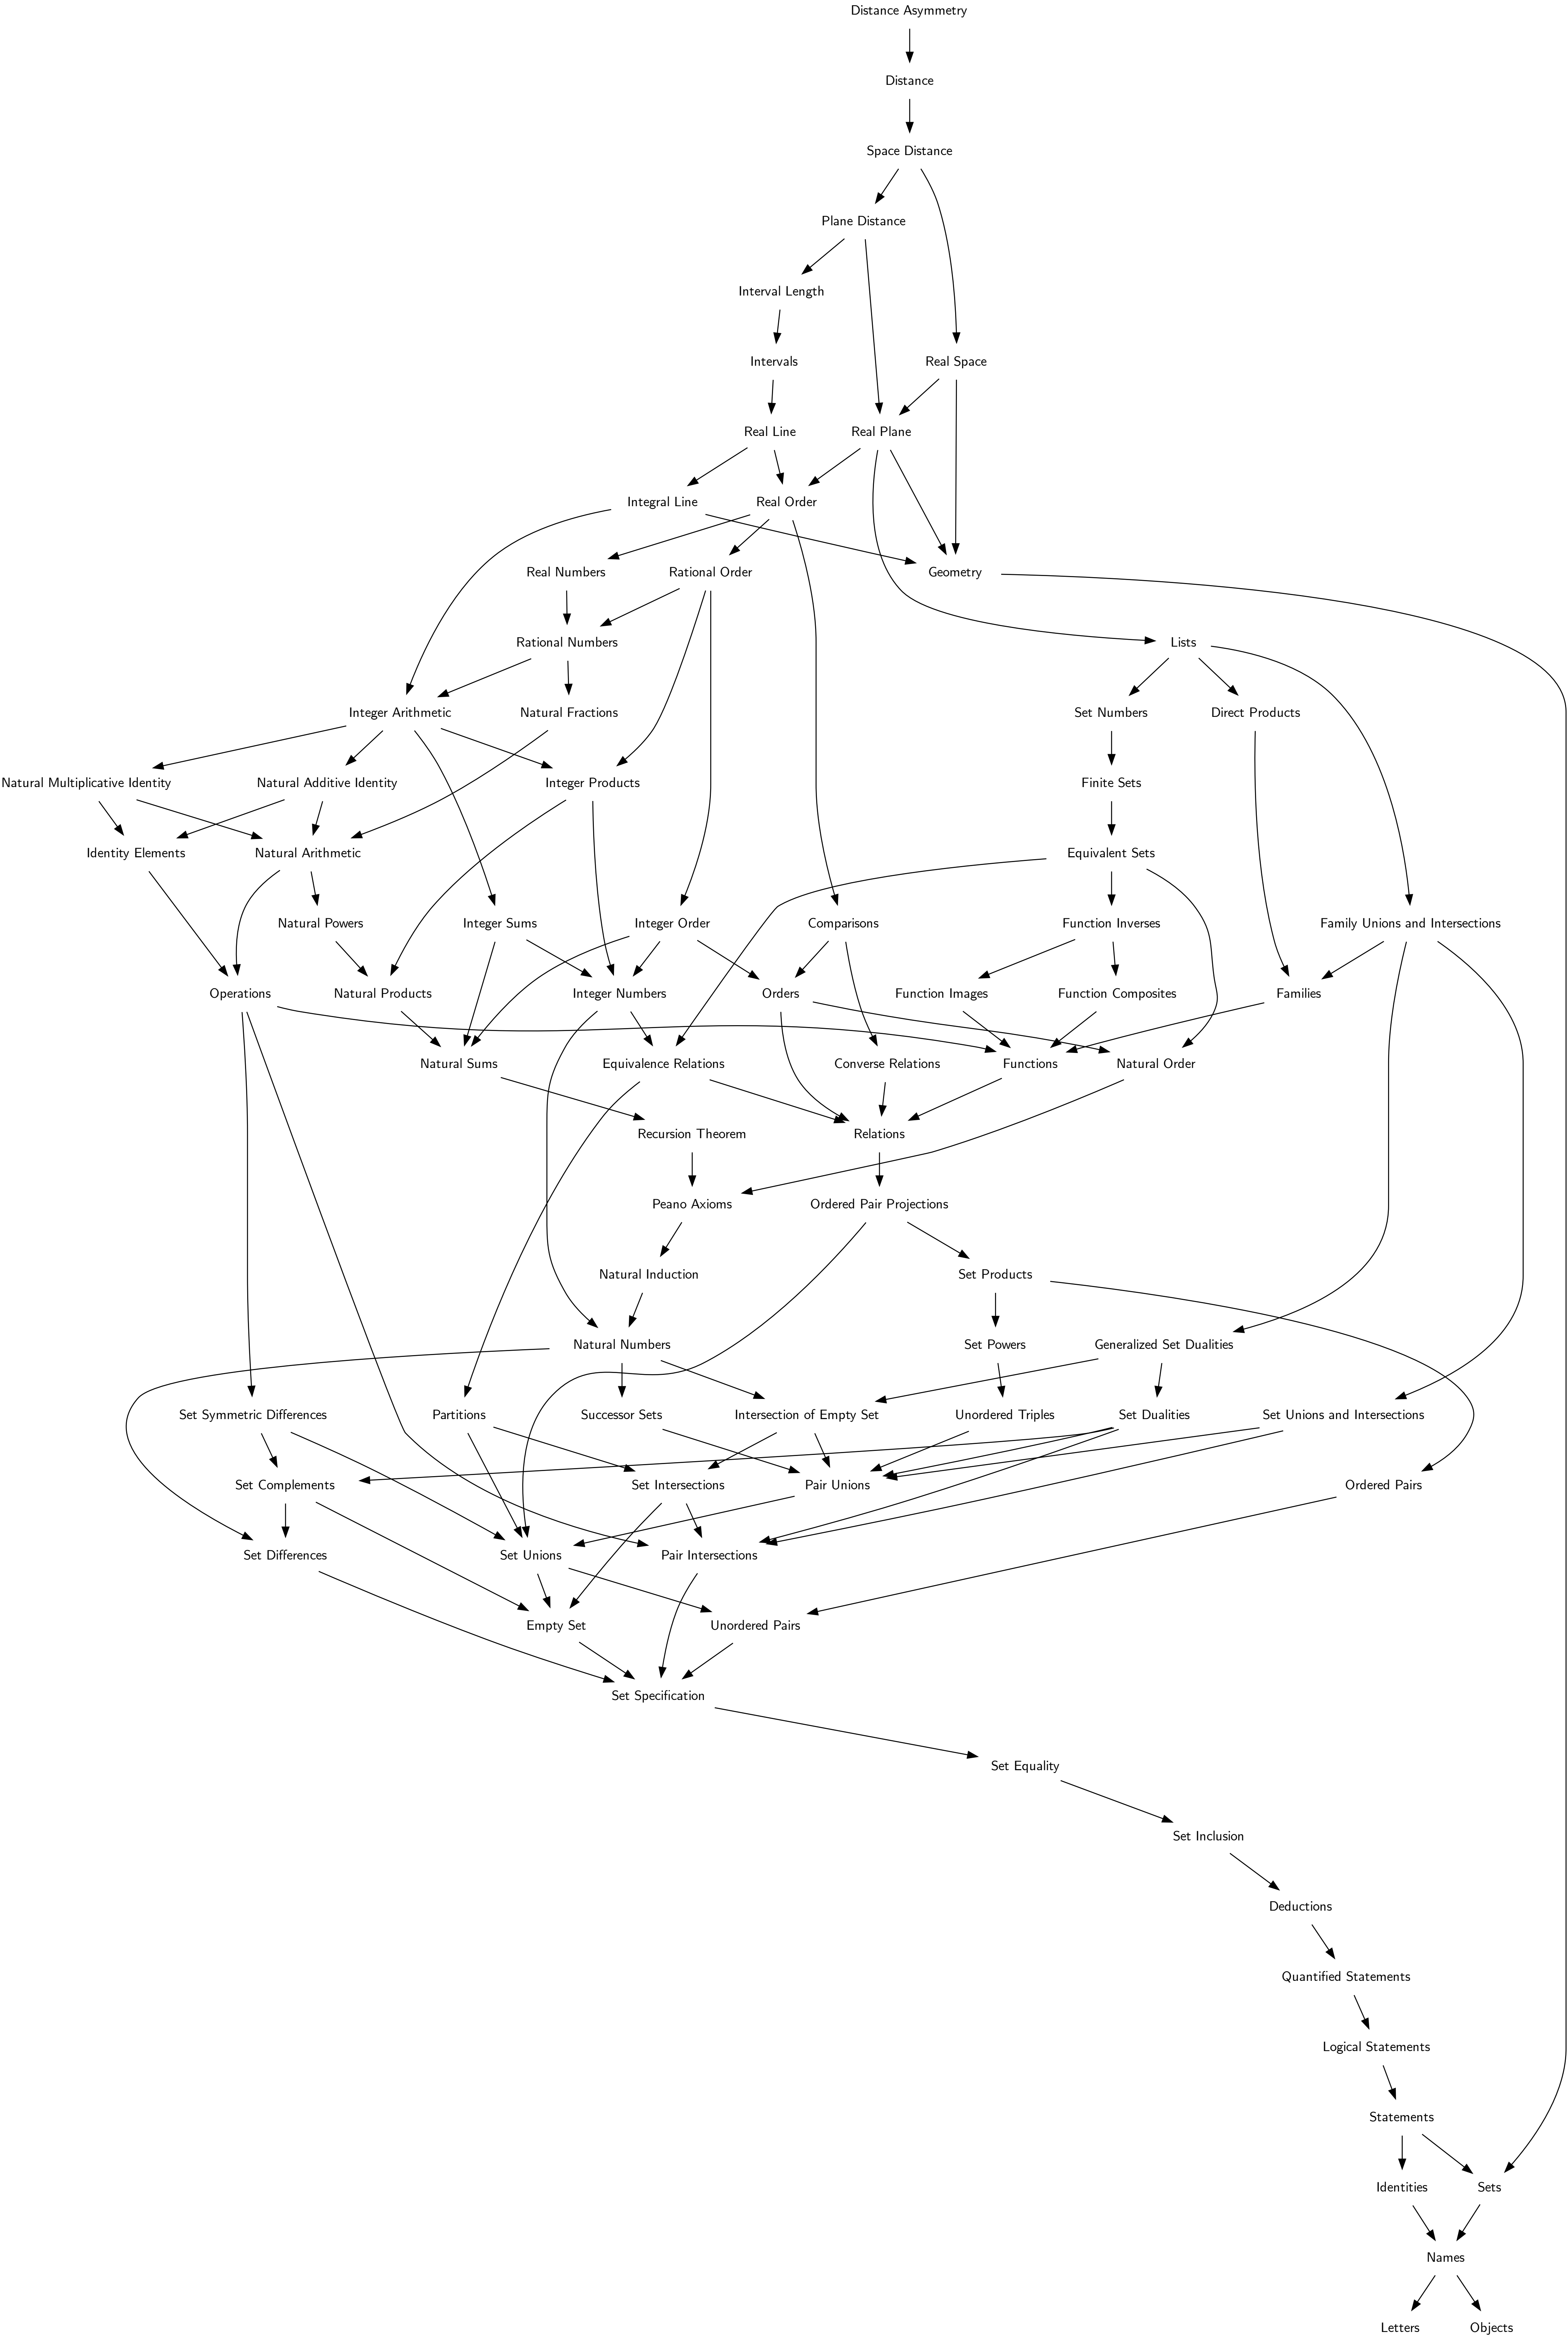 Distance Asymmetry
Distance
Space Distance
Plane Distance
Interval Length
Intervals
Real Space
Real Line
Real Plane
Integral Line
Real Order
Real Numbers
Rational Order
Geometry
Rational Numbers
Lists
Integer Arithmetic
Natural Fractions
Set Numbers
Direct Products
Natural Multiplicative Identity
Natural Additive Identity
Integer Products
Finite Sets
Identity Elements
Natural Arithmetic
Equivalent Sets
Natural Powers
Integer Sums
Integer Order
Comparisons
Function Inverses
Family Unions and Intersections
Operations
Natural Products
Integer Numbers
Orders
Function Images
Function Composites
Families
Natural Sums
Equivalence Relations
Converse Relations
Functions
Natural Order
Recursion Theorem
Relations
Peano Axioms
Ordered Pair Projections
Natural Induction
Set Products
Natural Numbers
Set Powers
Generalized Set Dualities
Set Symmetric Differences
Partitions
Successor Sets
Intersection of Empty Set
Unordered Triples
Set Dualities
Set Unions and Intersections
Set Complements
Set Intersections
Pair Unions
Ordered Pairs
Set Differences
Set Unions
Pair Intersections
Empty Set
Unordered Pairs
Set Specification
Set Equality
Set Inclusion
Deductions
Quantified Statements
Logical Statements
Statements
Identities
Sets
Names
Letters
Objects